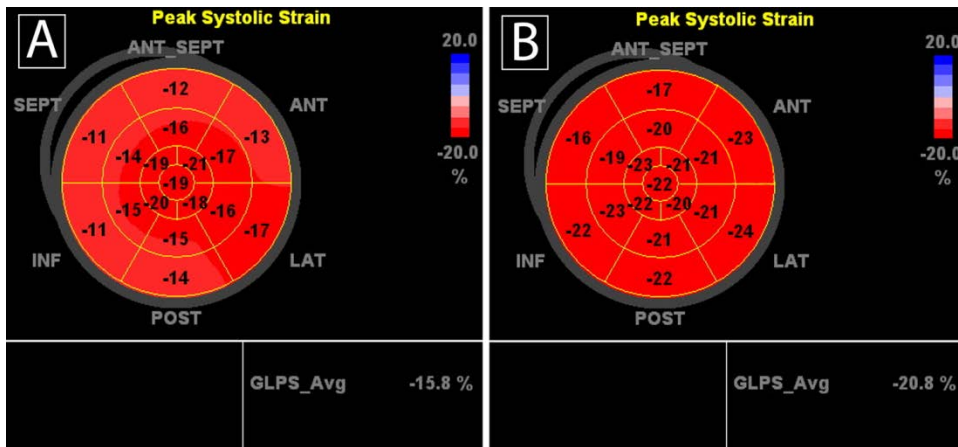 A
Peak Systolic Strain
ANT_SEPT
20.0
SEPT
ANT
-12
-11
-13
-16
-14
-17
-19
-21
-20.0
-19
%
-20
-18
-15
-16
-11
-17
-15
INF
LAT
-14
POST
GLPS_Avg -15.8 %
B
Peak Systolic Strain
ANT_SEPT
20.0
SEPT
ANT
-17
-16
-23
-20
-19
-21
-23
-21
-20.0
-22
%
-22
-20
-23
-21
-22
-24
-21
INF
LAT
-22
POST
GLPS_Avg -20.8 %